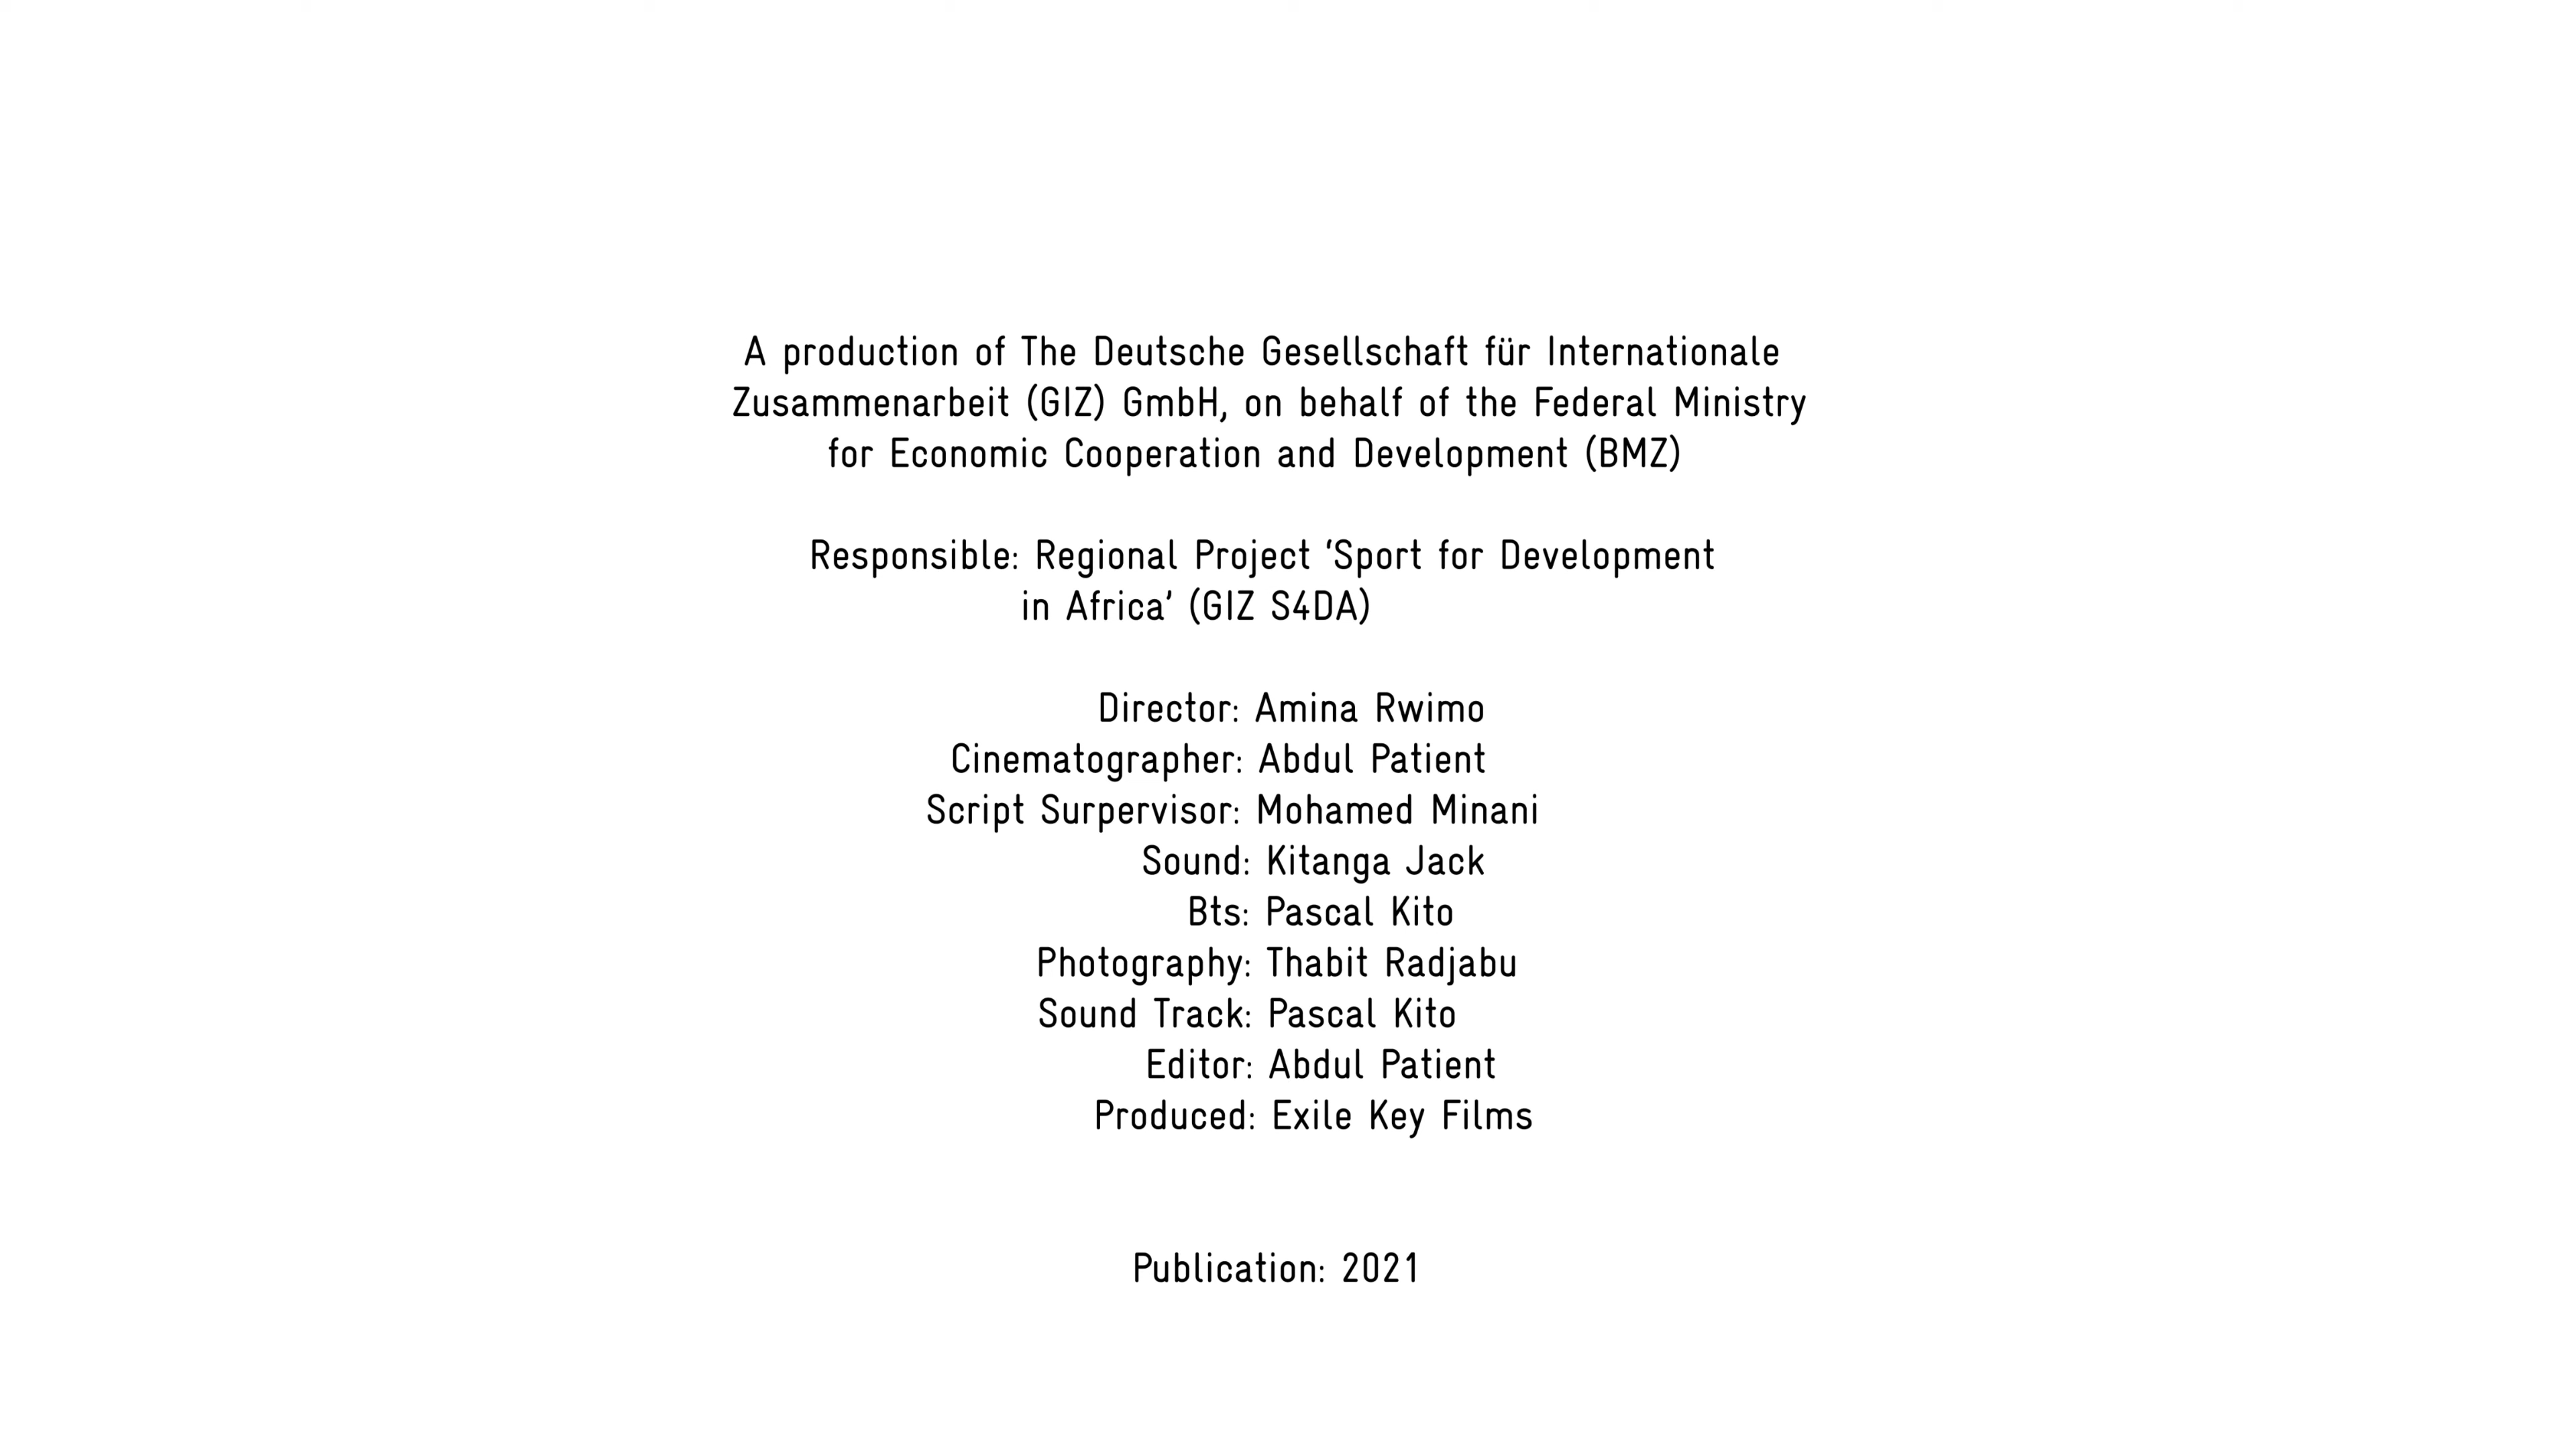 A production of The Deutsche Gesellschaft für Internationale
Zusammenarbeit (GIZ) GmbH, on behalf of the Federal Ministry
for Economic Cooperation and Development (BMZ)
Responsible: Regional Project ‘Sport for Development
in Africa’ (GIZ S4DA)
Director: Amina Rwimo
Cinematographer: Abdul Patient
Script Surpervisor: Mohamed Minani
Sound: Kitanga Jack
Bts: Pascal Kito
Photography: Thabit Radjabu
Sound Track: Pascal Kito
Editor: Abdul Patient
Produced: Exile Key Films
Publication: 2021